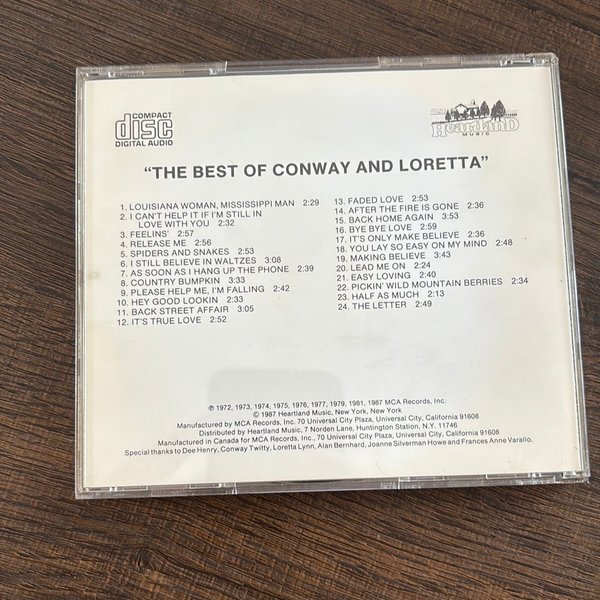 COMPACT
disc
DIGITAL AUDIO
Heartland
MUSIC
"THE BEST OF CONWAY AND LORETTA"
1. LOUISIANA WOMAN, MISSISSIPPI MAN 2:29
2. I CAN'T HELP IT IF I'M STILL IN
LOVE WITH YOU 2:32
3. FEELINS' 2:57
4. RELEASE ME 2:56
5. SPIDERS AND SNAKES 2:53
6. I STILL BELIEVE IN WALTZES 3:08
7. AS SOON AS I HANG UP THE PHONE 2:39
8. COUNTRY BUMPKIN 3:33
9. PLEASE HELP ME, I'M FALLING 2:42
10. HEY GOOD LOOKIN 2:33
11. BACK STREET AFFAIR 3:05
12. IT'S TRUE LOVE 2:52
13. FADED LOVE 2:53
14. AFTER THE FIRE IS GONE 2:36
15. BACK HOME AGAIN 3:53
16. BYE BYE LOVE 2:59
17. IT'S ONLY MAKE BELIEVE 2:36
18. YOU LAY SO EASY ON MY MIND 2:48
19. MAKING BELIEVE 3:43
20. LEAD ME ON 2:24
21. EASY LOVING 2:40
22. PICKIN' WILD MOUNTAIN BERRIES 2:34
23. HALF AS MUCH 2:13
24. THE LETTER 2:49
℗ 1972, 1973, 1974, 1975, 1976, 1977, 1979, 1981, 1987 MCA Records, Inc.
© 1987 Heartland Music, New York, New York
Manufactured by MCA Records, Inc. 70 Universal City Plaza, Universal City, California 91608
Distributed by Heartland Music, 7 Norden Lane, Huntington Station, N.Y. 11746
Manufactured in Canada for MCA Records, Inc., 70 Universal City Plaza, Universal City, California 91608
Special thanks to Dee Henry, Conway Twitty, Loretta Lynn, Alan Bernhard, Joanne Silverman Howe and Frances Anne Varallo.